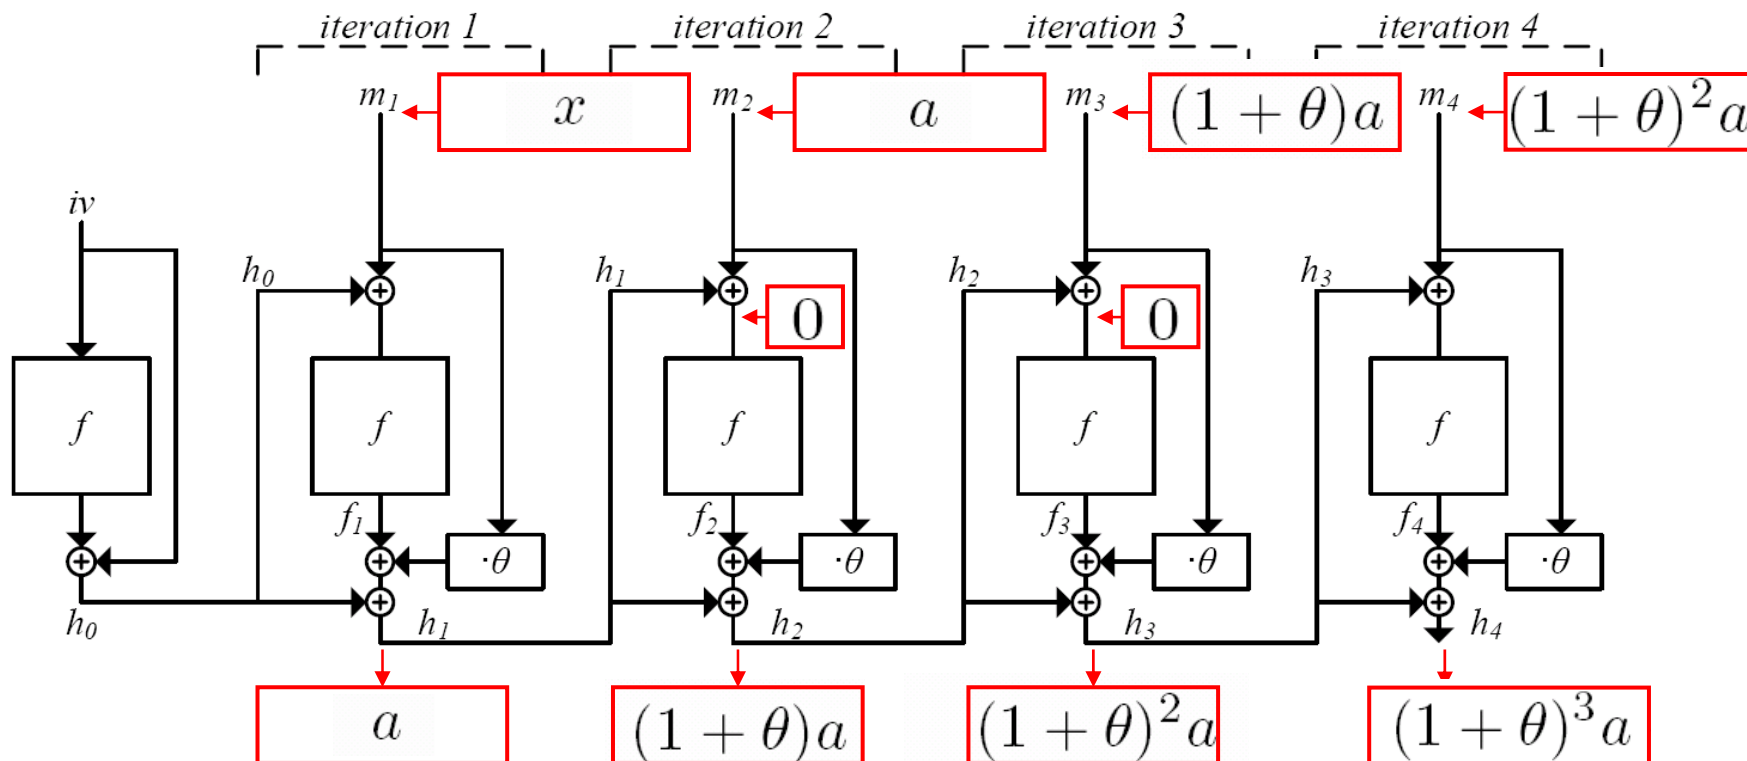 iteration 1 iteration 2 iteration 3 iteration 4
m₁ x m₂ a m₃ (1 + θ)a m₄ (1 + θ)²a
iv
h₀ h₁ h₂ h₃
0 0
f f f f f
f₁ f₂ f₃ f₄
·θ ·θ ·θ ·θ
h₀ h₁ h₂ h₃ h₄
a (1 + θ)a (1 + θ)²a (1 + θ)³a